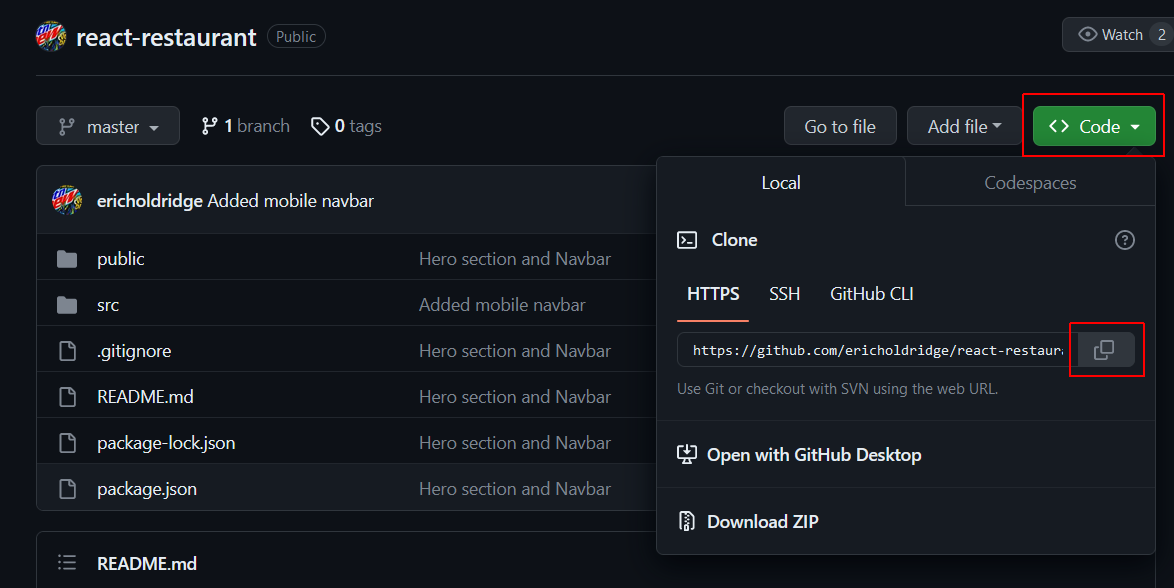 react-restaurant Public Watch 2
master 1 branch 0 tags Go to file Add file Code
ericholdridge Added mobile navbar
Local Codespaces
Clone
HTTPS SSH GitHub CLI
https://github.com/ericholdridge/react-restaur
Use Git or checkout with SVN using the web URL.
Open with GitHub Desktop
Download ZIP
public Hero section and Navbar
src Added mobile navbar
.gitignore Hero section and Navbar
README.md Hero section and Navbar
package-lock.json Hero section and Navbar
package.json Hero section and Navbar
README.md